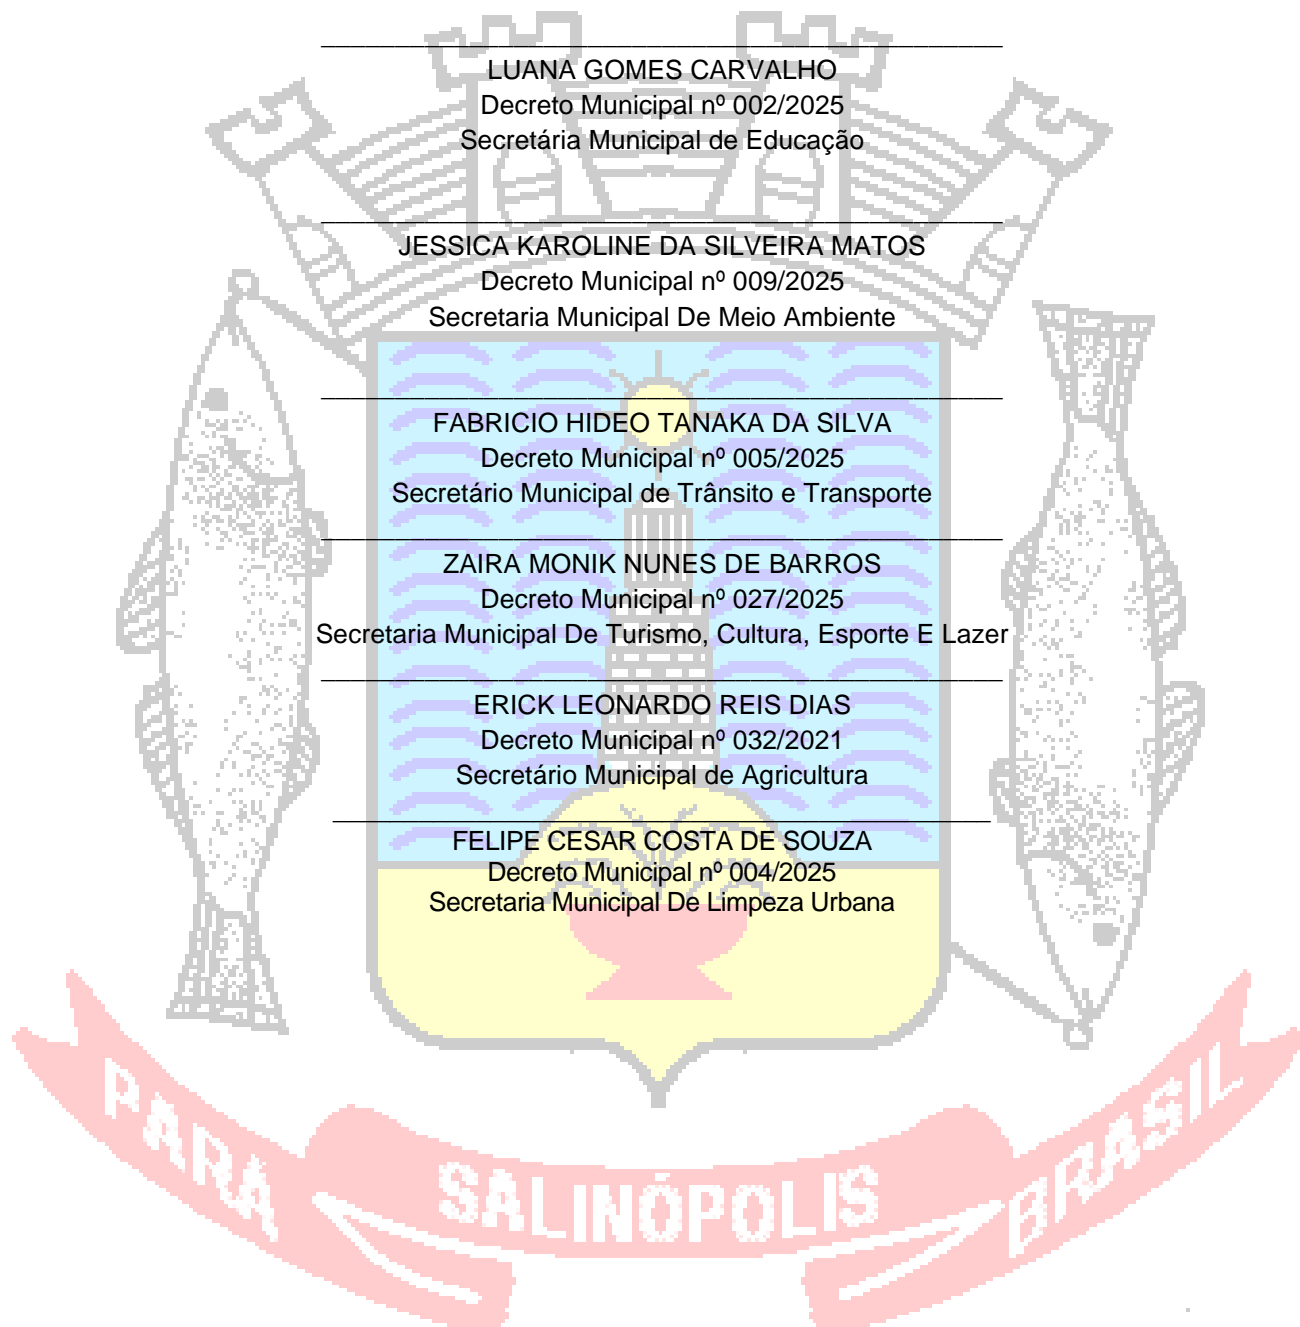 LUANA GOMES CARVALHO
Decreto Municipal nº 002/2025
Secretária Municipal de Educação
JESSICA KAROLINE DA SILVEIRA MATOS
Decreto Municipal nº 009/2025
Secretaria Municipal De Meio Ambiente
FABRICIO HIDEO TANAKA DA SILVA
Decreto Municipal nº 005/2025
Secretário Municipal de Trânsito e Transporte
ZAIRA MONIK NUNES DE BARROS
Decreto Municipal nº 027/2025
Secretaria Municipal De Turismo, Cultura, Esporte E Lazer
ERICK LEONARDO REIS DIAS
Decreto Municipal nº 032/2021
Secretário Municipal de Agricultura
FELIPE CESAR COSTA DE SOUZA
Decreto Municipal nº 004/2025
Secretaria Municipal De Limpeza Urbana
PARÁ SALINÓPOLIS BRASIL